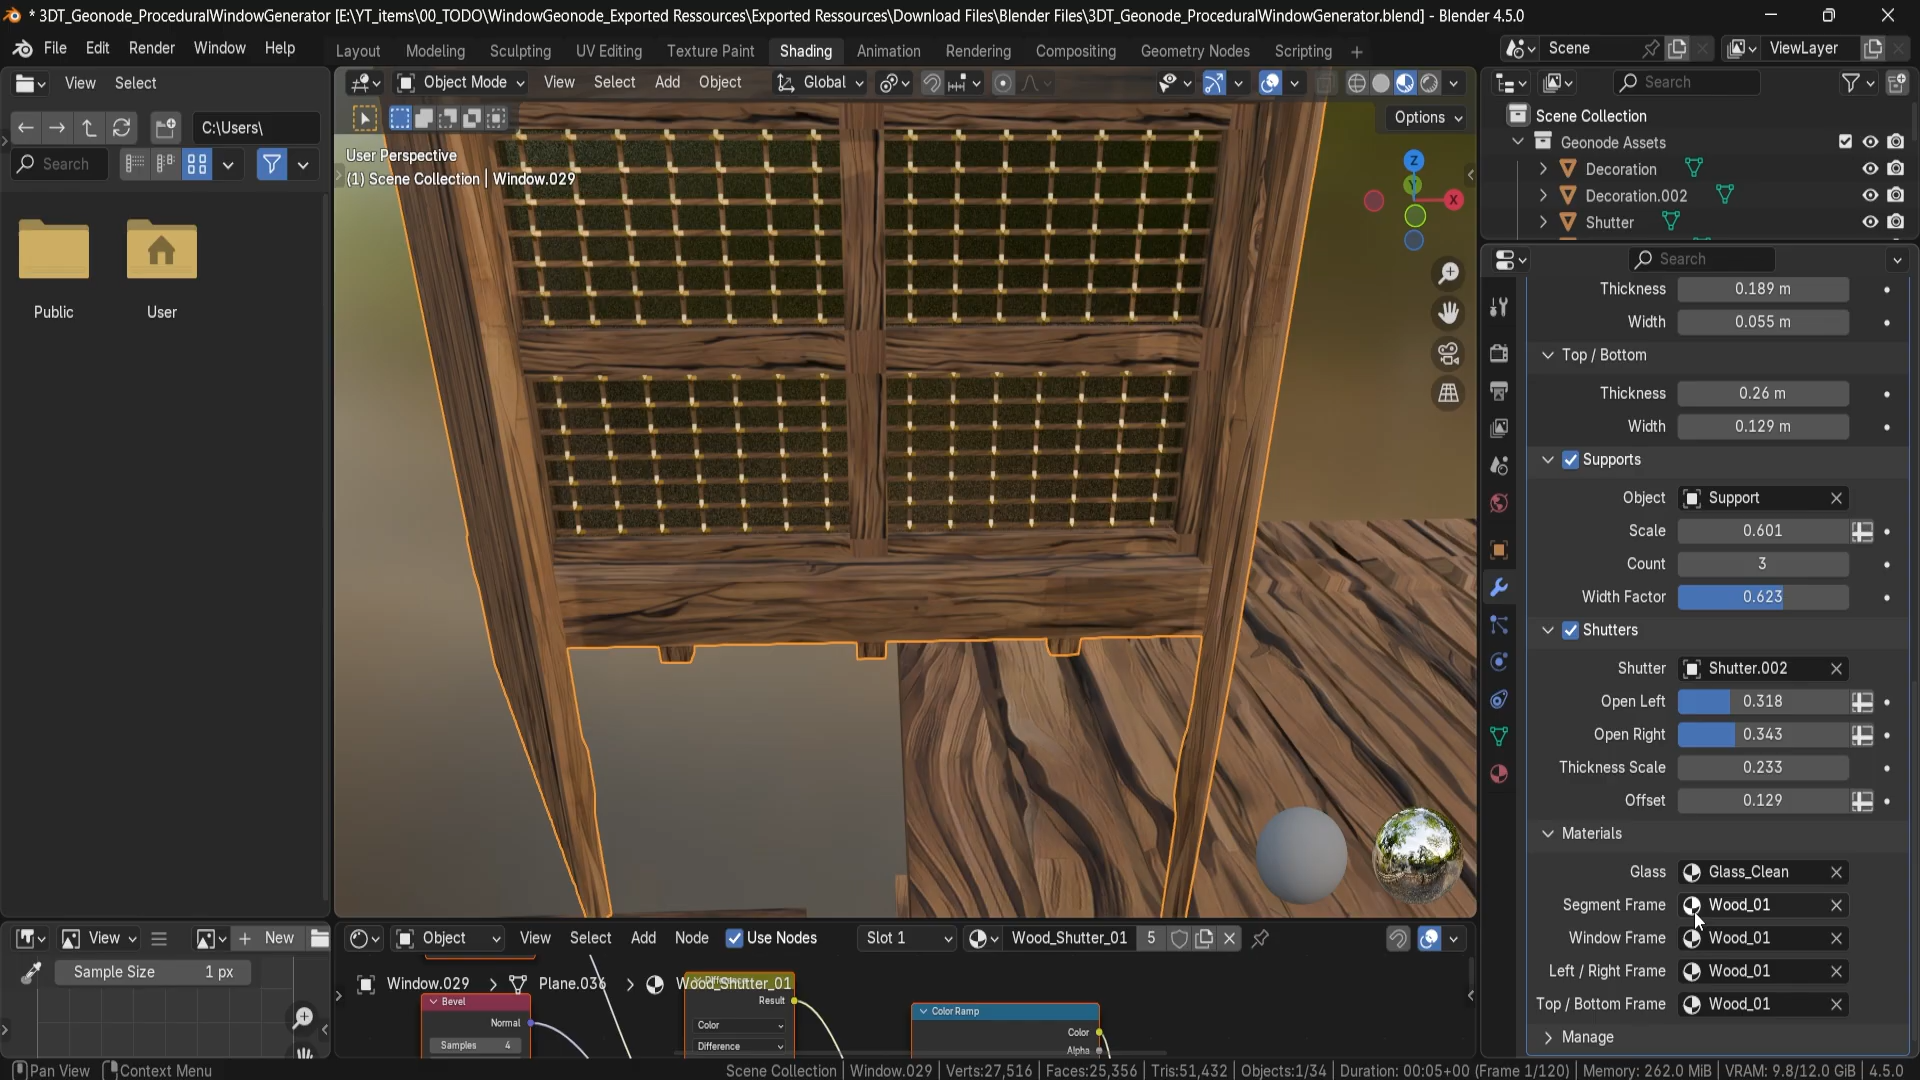 * 3DT_Geonode_ProceduralWindowGenerator [E:\YT_items\00_TODO\WindowGeonode_Exported Ressources\Exported Ressources\Download Files\Blender Files\3DT_Geonode_ProceduralWindowGenerator.blend] - Blender 4.5.0
File Edit Render Window Help Layout Modeling Sculpting UV Editing Texture Paint Shading Animation Rendering Compositing Geometry Nodes Scripting + Scene ViewLayer
View Select Object Mode View Select Add Object Global Search
C:\Users\ Options
Search
User Perspective
(1) Scene Collection | Window.029
Z
Y
X
Public User
Scene Collection
Geonode Assets
Decoration
Decoration.002
Shutter
Search
Thickness 0.189 m
Width 0.055 m
Top / Bottom
Thickness 0.26 m
Width 0.129 m
Supports
Object Support
Scale 0.601
Count 3
Width Factor 0.623
Shutters
Shutter Shutter.002
Open Left 0.318
Open Right 0.343
Thickness Scale 0.233
Offset 0.129
Materials
Glass Glass_Clean
Segment Frame Wood_01
Window Frame Wood_01
Left / Right Frame Wood_01
Top / Bottom Frame Wood_01
Manage
View New Object View Select Add Node Use Nodes Slot 1 Wood_Shutter_01 5
Sample Size 1 px
Window.029 > Plane.036 > Wood_Shutter_01
Difference
Bevel
Normal
Samples 4
Result
Color
Difference
Color Ramp
Color
Alpha
Pan View Context Menu Scene Collection | Window.029 | Verts:27,516 | Faces:25,356 | Tris:51,432 | Objects:1/34 | Duration: 00:05+00 (Frame 1/120) | Memory: 262.0 MiB | VRAM: 9.8/12.0 GiB | 4.5.0